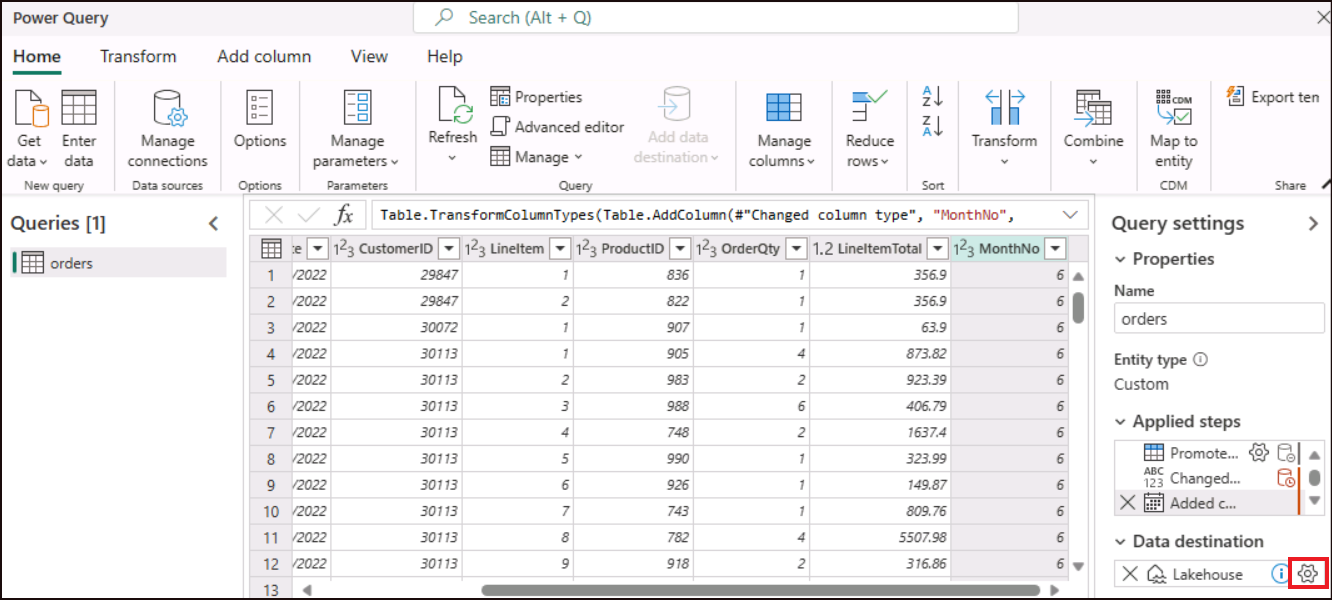 Power Query
Search (Alt + Q)
Home Transform Add column View Help
Get data
Enter data
New query
Manage connections
Data sources
Options
Options
Manage parameters
Parameters
Refresh
Properties
Advanced editor
Manage
Add data destination
Query
Manage columns
Reduce rows
Sort
Transform
Combine
CDM
Map to entity
CDM
Export ten
Share
Queries [1]
orders
fx Table.TransformColumnTypes(Table.AddColumn(#"Changed column type", "MonthNo",
te 123 CustomerID 123 LineItem 123 ProductID 123 OrderQty 1.2 LineItemTotal 123 MonthNo
1 /2022 29847 1 836 1 356.9 6
2 /2022 29847 2 822 1 356.9 6
3 /2022 30072 1 907 1 63.9 6
4 /2022 30113 1 905 4 873.82 6
5 /2022 30113 2 983 2 923.39 6
6 /2022 30113 3 988 6 406.79 6
7 /2022 30113 4 748 2 1637.4 6
8 /2022 30113 5 990 1 323.99 6
9 /2022 30113 6 926 1 149.87 6
10 /2022 30113 7 743 1 809.76 6
11 /2022 30113 8 782 4 5507.98 6
12 /2022 30113 9 918 2 316.86 6
13
Query settings
Properties
Name
orders
Entity type
Custom
Applied steps
Promote...
ABC 123 Changed...
Added c...
Data destination
Lakehouse